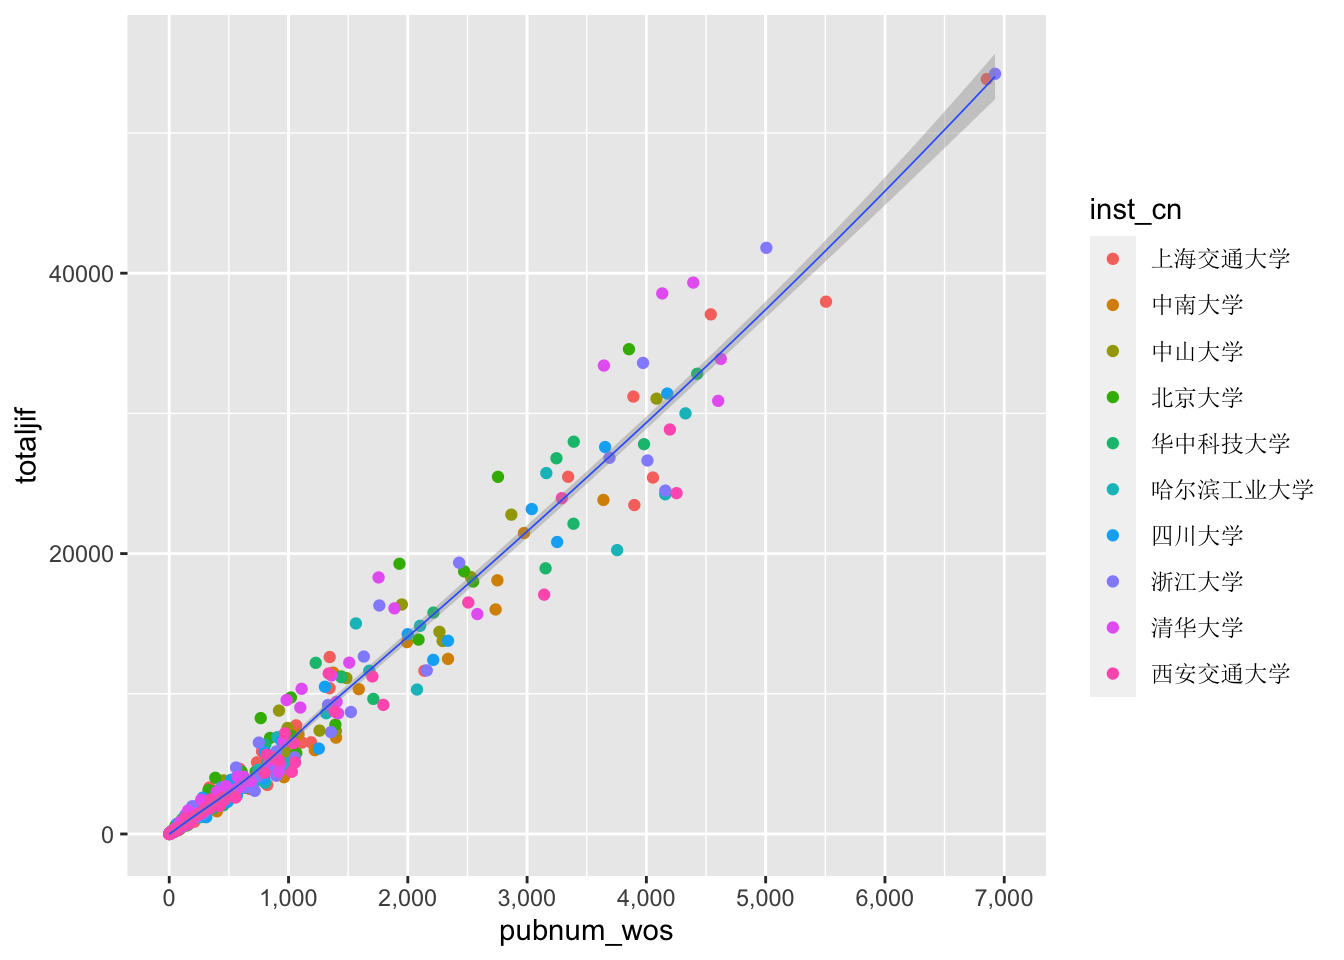 totaljif
40000
20000
0
0 1,000 2,000 3,000 4,000 5,000 6,000 7,000
pubnum_wos
inst_cn
上海交通大学
中南大学
中山大学
北京大学
华中科技大学
哈尔滨工业大学
四川大学
浙江大学
清华大学
西安交通大学